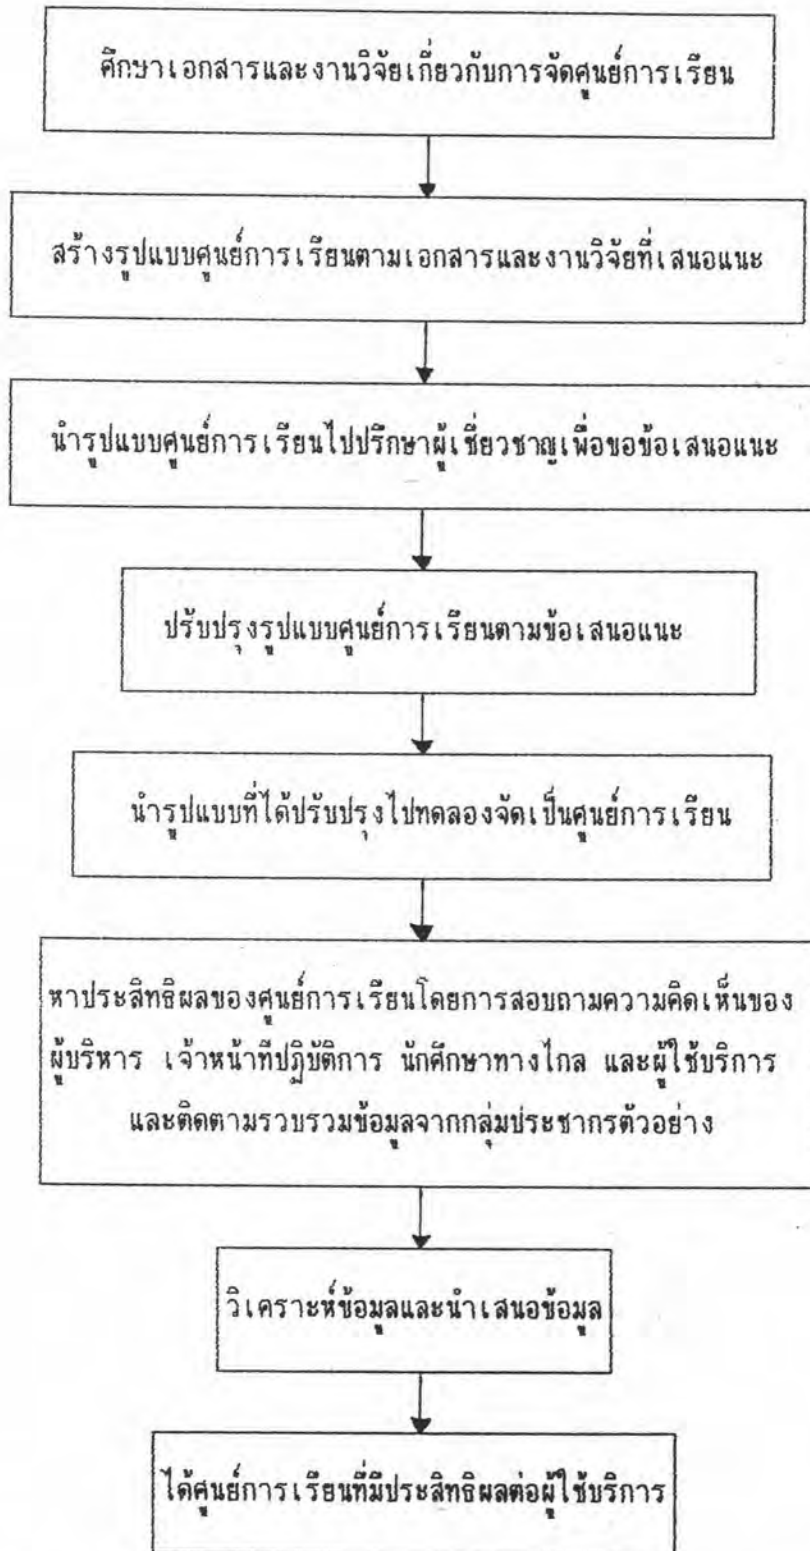 ศึกษาเอกสารและงานวิจัยเกี่ยวกับการจัดศูนย์การเรียน
สร้างรูปแบบศูนย์การเรียนตามเอกสารและงานวิจัยที่เสนอแนะ
นำรูปแบบศูนย์การเรียนไปปรึกษาผู้เชี่ยวชาญเพื่อขอข้อเสนอแนะ
ปรับปรุงรูปแบบศูนย์การเรียนตามข้อเสนอแนะ
นำรูปแบบที่ได้ปรับปรุงไปทดลองจัดเป็นศูนย์การเรียน
หาประสิทธิผลของศูนย์การเรียนโดยการสอบถามความคิดเห็นของ
ผู้บริหาร เจ้าหน้าที่ปฏิบัติการ นักศึกษาทางไกล และผู้ใช้บริการ
และติดตามรวบรวมข้อมูลจากกลุ่มประชากรตัวอย่าง
วิเคราะห์ข้อมูลและนำเสนอข้อมูล
ได้ศูนย์การเรียนที่มีประสิทธิผลต่อผู้ใช้บริการ